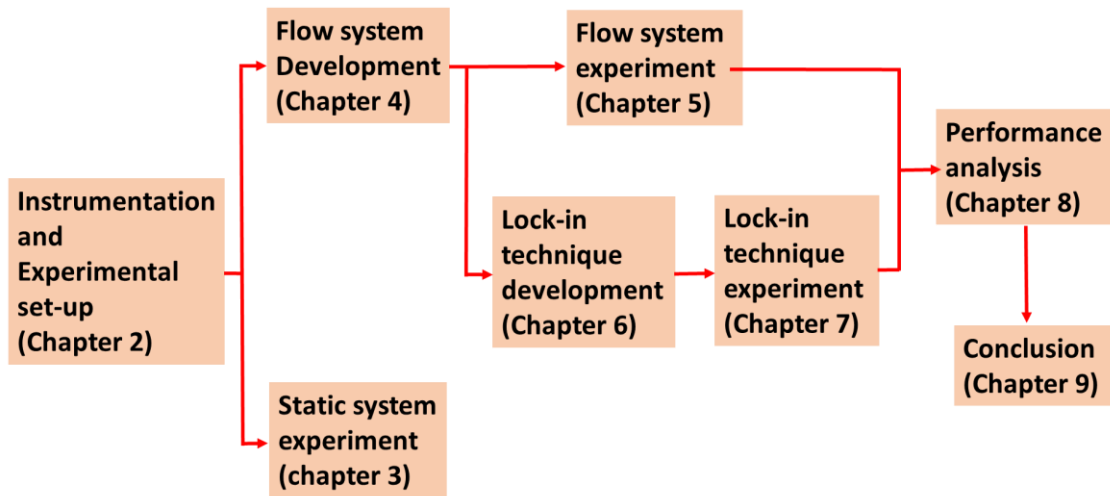 Instrumentation
and
Experimental
set-up
(Chapter 2)
Flow system
Development
(Chapter 4)
Static system
experiment
(chapter 3)
Flow system
experiment
(Chapter 5)
Lock-in
technique
development
(Chapter 6)
Lock-in
technique
experiment
(Chapter 7)
Performance
analysis
(Chapter 8)
Conclusion
(Chapter 9)